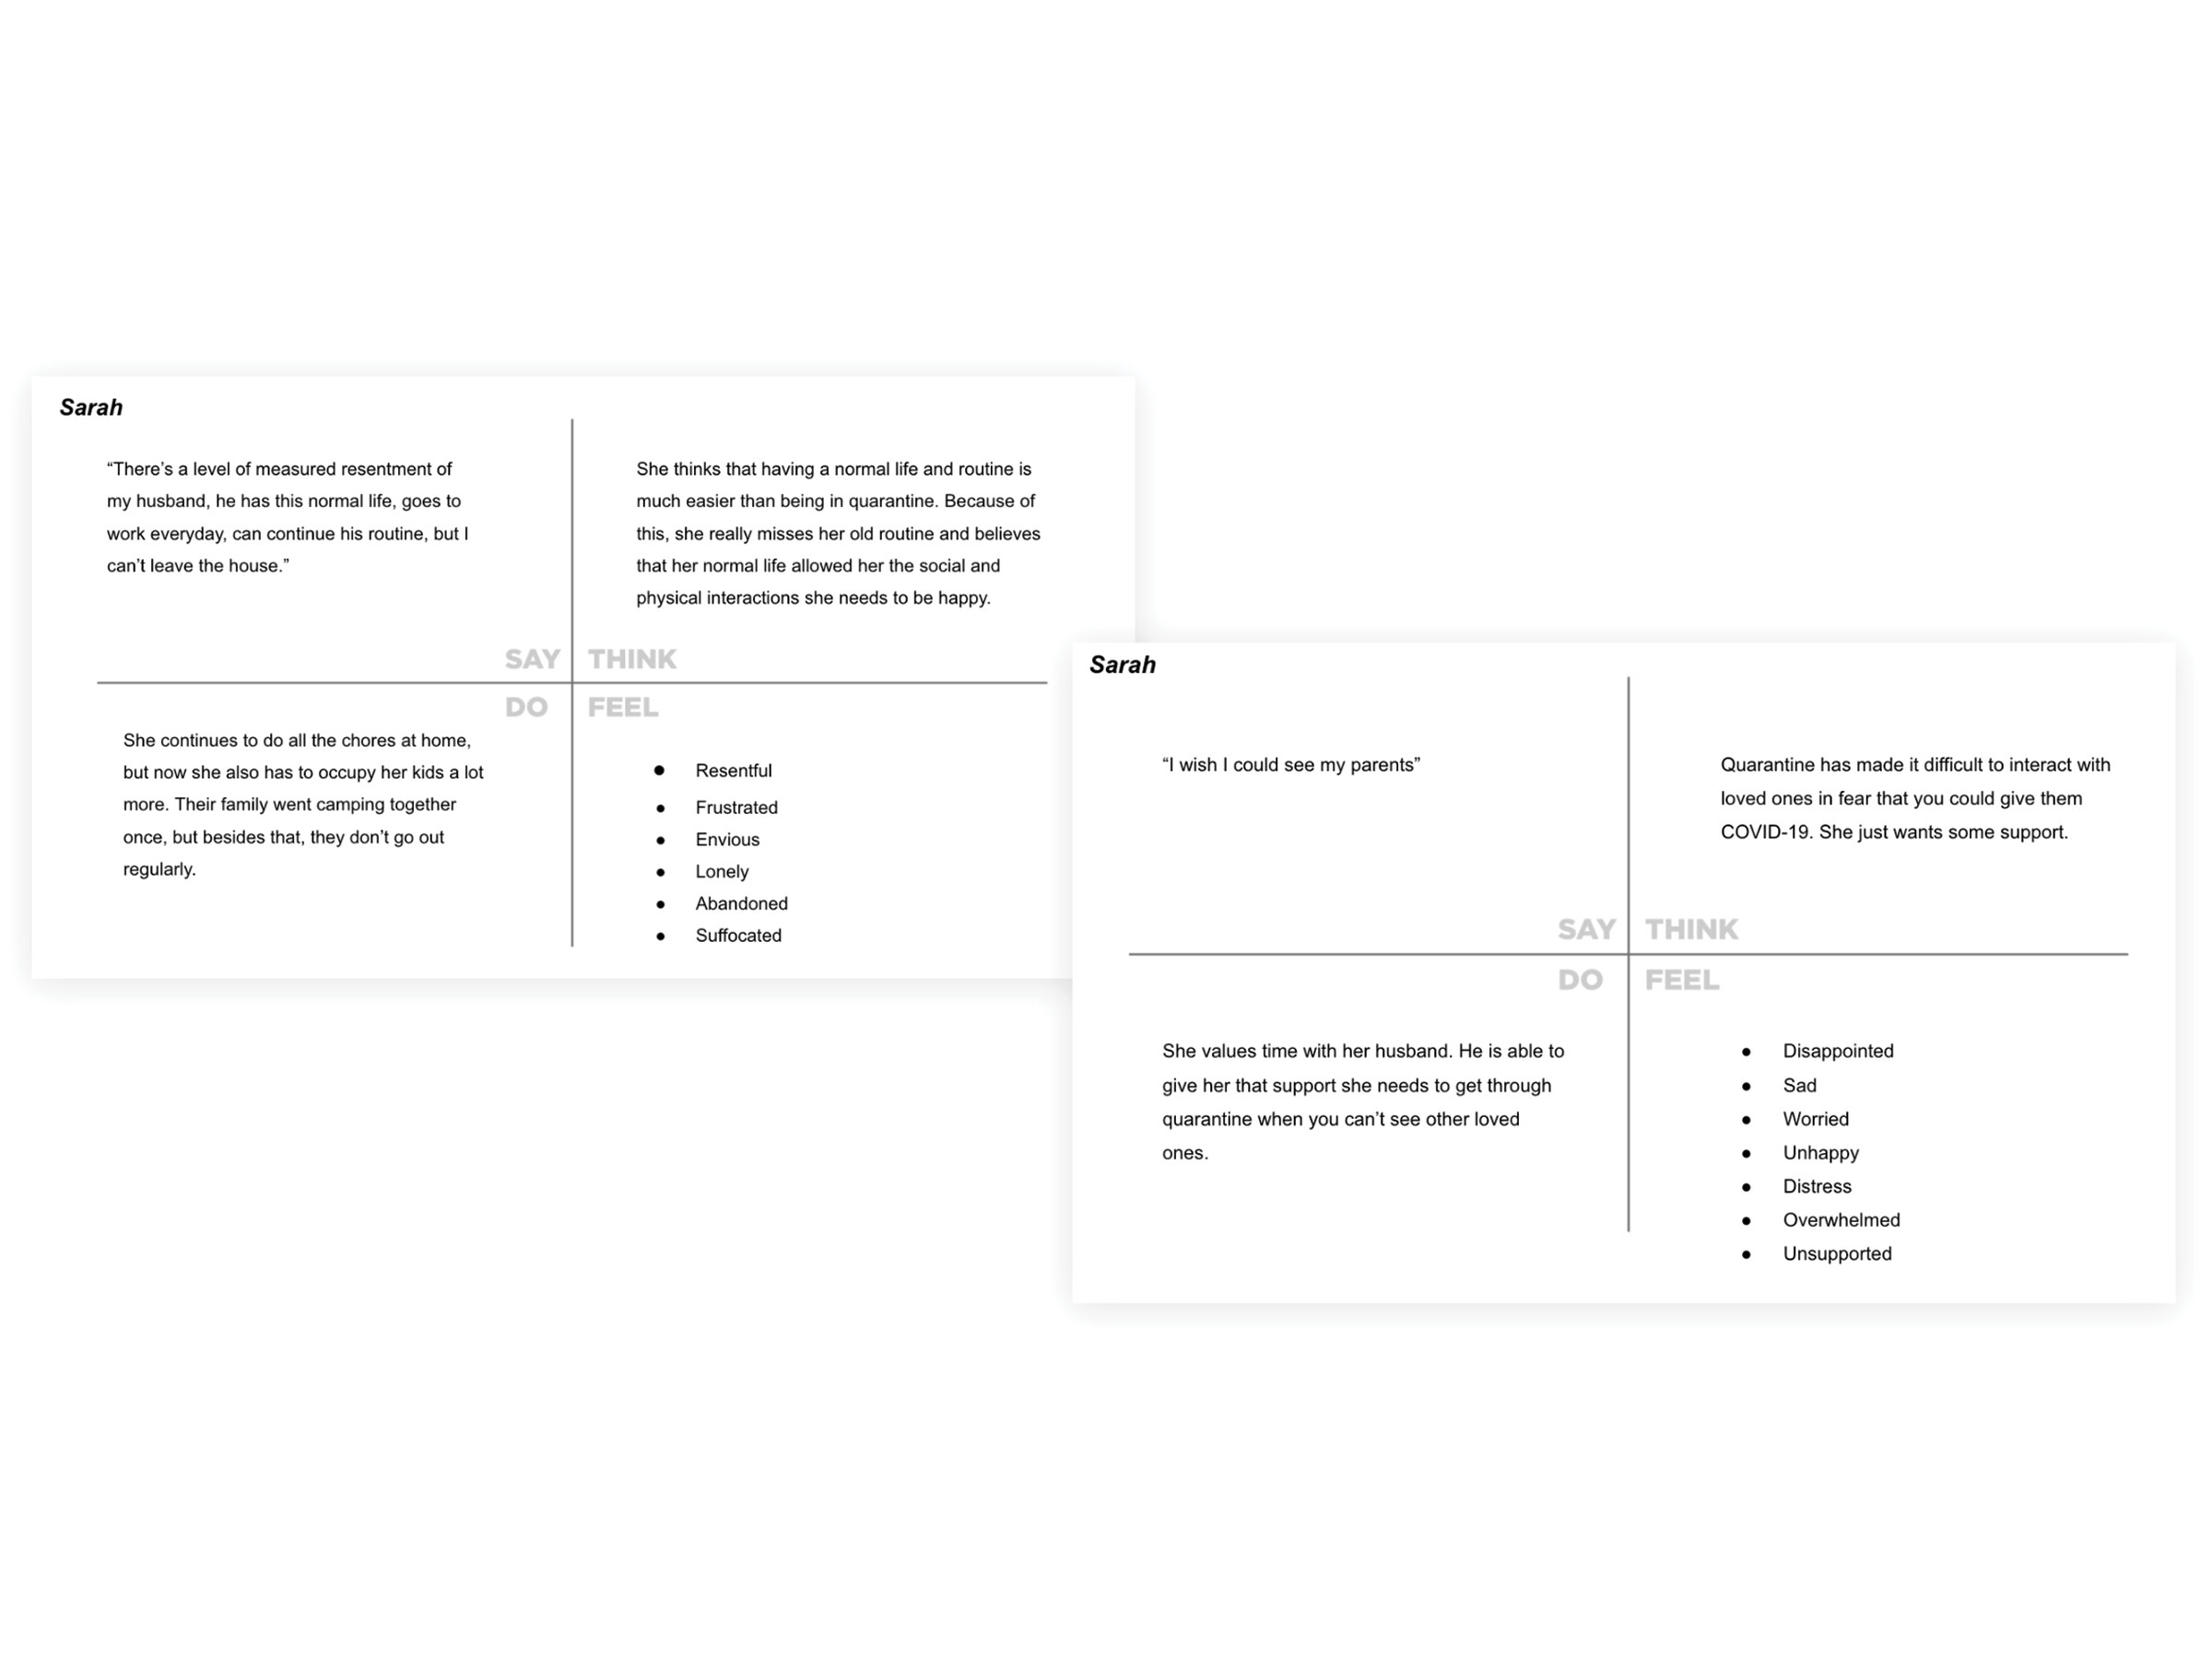 Sarah
“There’s a level of measured resentment of
my husband, he has this normal life, goes to
work everyday, can continue his routine, but I
can’t leave the house.”
She thinks that having a normal life and routine is
much easier than being in quarantine. Because of
this, she really misses her old routine and believes
that her normal life allowed her the social and
physical interactions she needs to be happy.
SAY
THINK
DO
FEEL
She continues to do all the chores at home,
but now she also has to occupy her kids a lot
more. Their family went camping together
once, but besides that, they don’t go out
regularly.
● Resentful
● Frustrated
● Envious
● Lonely
● Abandoned
● Suffocated
Sarah
“I wish I could see my parents”
Quarantine has made it difficult to interact with
loved ones in fear that you could give them
COVID-19. She just wants some support.
SAY
THINK
DO
FEEL
She values time with her husband. He is able to
give her that support she needs to get through
quarantine when you can’t see other loved
ones.
● Disappointed
● Sad
● Worried
● Unhappy
● Distress
● Overwhelmed
● Unsupported